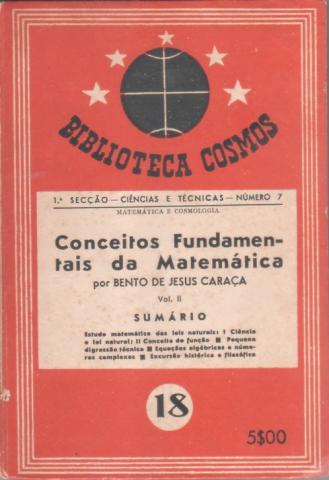 BIBLIOTECA COSMOS
1.ª SECÇÃO — CIÊNCIAS E TÉCNICAS — NÚMERO 7
MATEMÁTICA E COSMOLOGIA
Conceitos Fundamen-
tais da Matemática
por BENTO DE JESUS CARAÇA
Vol. II
SUMÁRIO
Estudo matemático das leis naturais: I Ciência
e lei natural; II Conceito de função ■ Pequena
digressão técnica ■ Equações algébricas e núme-
ros complexos ■ Excursão histórica e filosófica
18
5$00